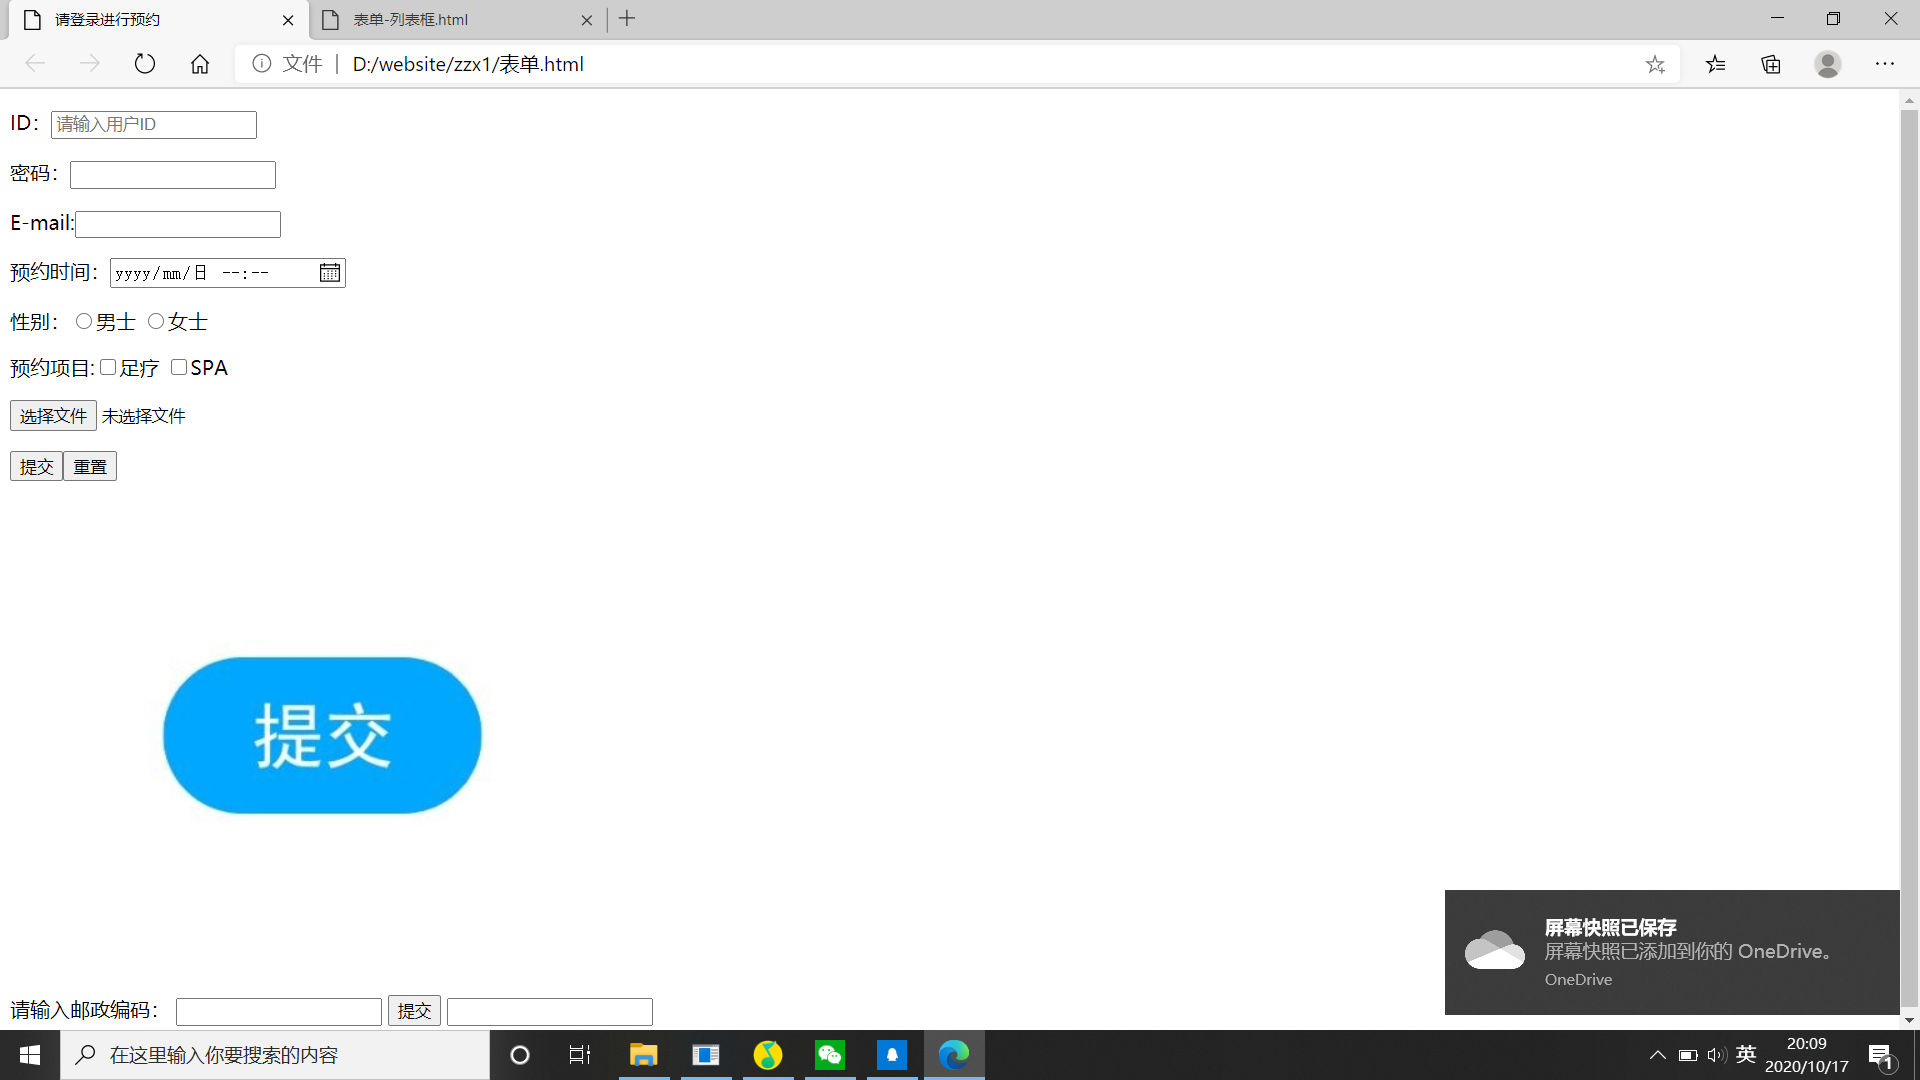 请登录进行预约
表单-列表框.html
文件 | D:/website/zzx1/表单.html
ID：请输入用户ID
密码：
E-mail:
预约时间：yyyy/mm/日 --:--
性别： 男士 女士
预约项目: 足疗 SPA
选择文件 未选择文件
提交 重置
提交
屏幕快照已保存
屏幕快照已添加到你的 OneDrive。
OneDrive
请输入邮政编码： 提交
在这里输入你要搜索的内容
英
20:09
2020/10/17
1